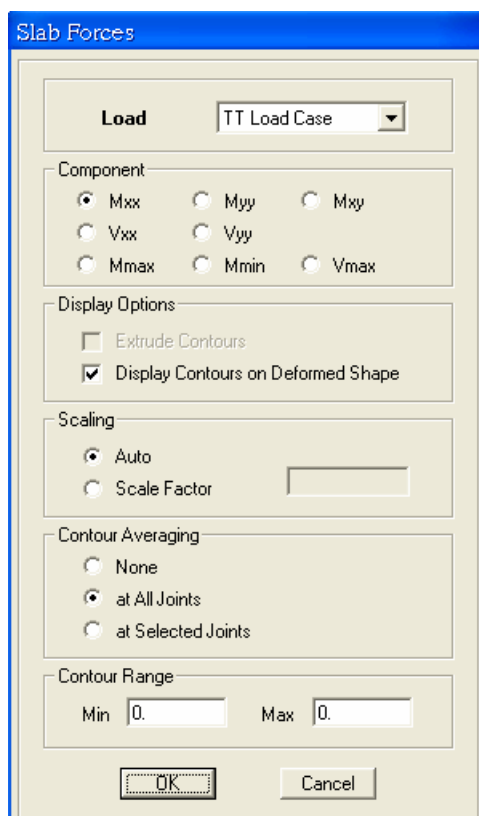 Slab Forces
Load TT Load Case
Component
Mxx Myy Mxy
Vxx Vyy
Mmax Mmin Vmax
Display Options
Extrude Contours
Display Contours on Deformed Shape
Scaling
Auto
Scale Factor
Contour Averaging
None
at All Joints
at Selected Joints
Contour Range
Min 0. Max 0.
OK Cancel